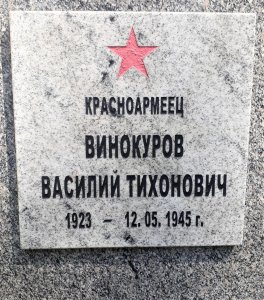 КРАСНОАРМЕЕЦ
ВИНОКУРОВ
ВАСИЛИЙ ТИХОНОВИЧ
1923 – 12. 05. 1945 г.